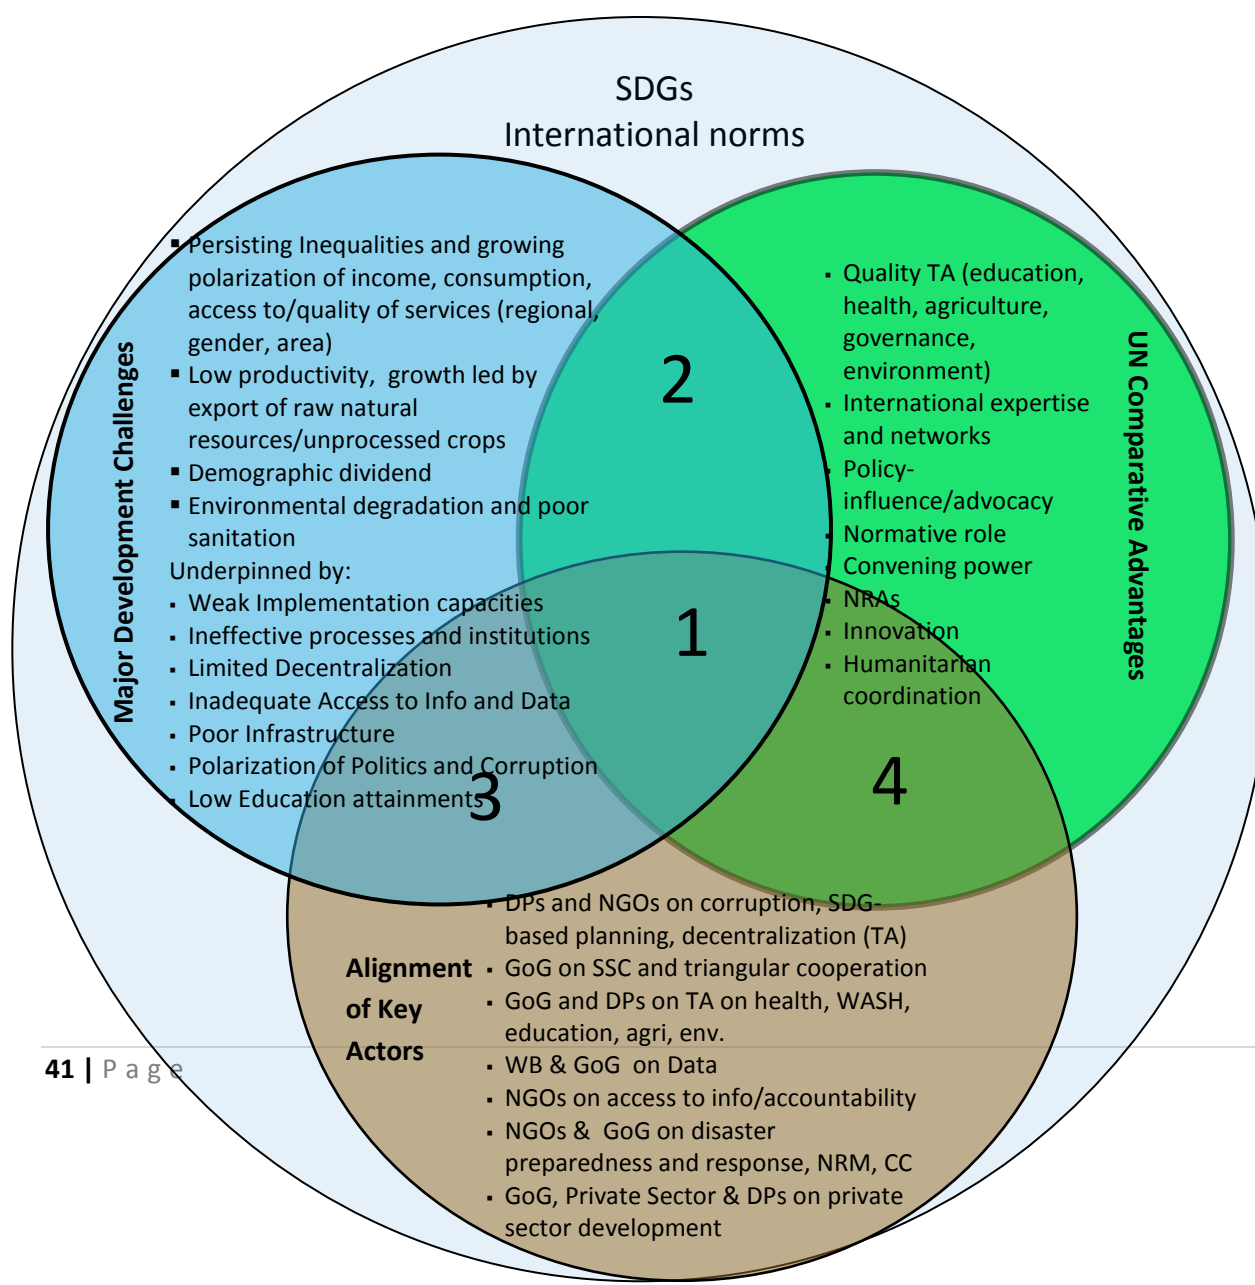 SDGs
International norms
Major Development Challenges
▪ Persisting Inequalities and growing
polarization of income, consumption,
access to/quality of services (regional,
gender, area)
▪ Low productivity, growth led by
export of raw natural
resources/unprocessed crops
▪ Demographic dividend
▪ Environmental degradation and poor
sanitation
Underpinned by:
▪ Weak Implementation capacities
▪ Ineffective processes and institutions
▪ Limited Decentralization
▪ Inadequate Access to Info and Data
▪ Poor Infrastructure
▪ Polarization of Politics and Corruption
▪ Low Education attainments
2
1
3
4
▪ Quality TA (education,
health, agriculture,
governance,
environment)
▪ International expertise
and networks
▪ Policy-
influence/advocacy
▪ Normative role
▪ Convening power
▪ NRAs
▪ Innovation
▪ Humanitarian
coordination
UN Comparative Advantages
Alignment
of Key
Actors
▪ DPs and NGOs on corruption, SDG-
based planning, decentralization (TA)
▪ GoG on SSC and triangular cooperation
▪ GoG and DPs on TA on health, WASH,
education, agri, env.
▪ WB & GoG on Data
▪ NGOs on access to info/accountability
▪ NGOs & GoG on disaster
preparedness and response, NRM, CC
▪ GoG, Private Sector & DPs on private
sector development
41 | Page